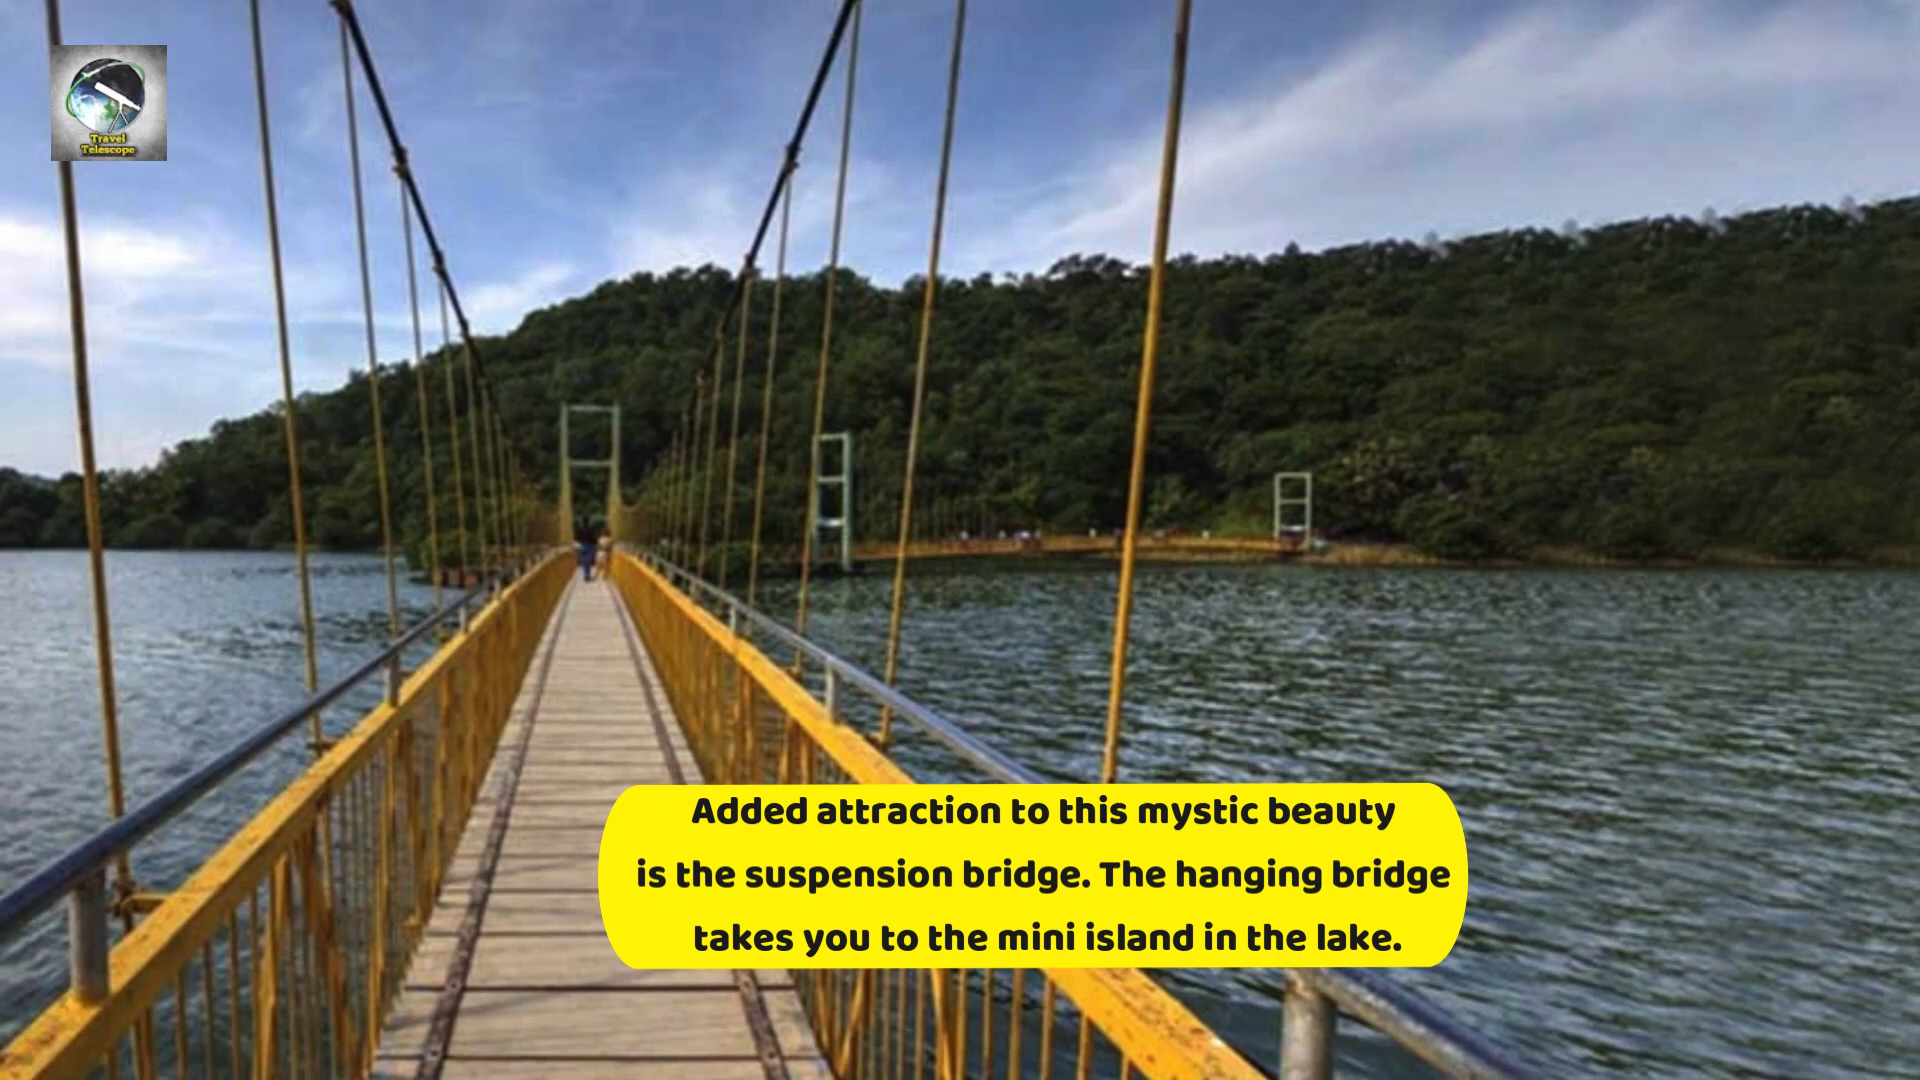 Travel
Telescope
Added attraction to this mystic beauty
is the suspension bridge. The hanging bridge
takes you to the mini island in the lake.